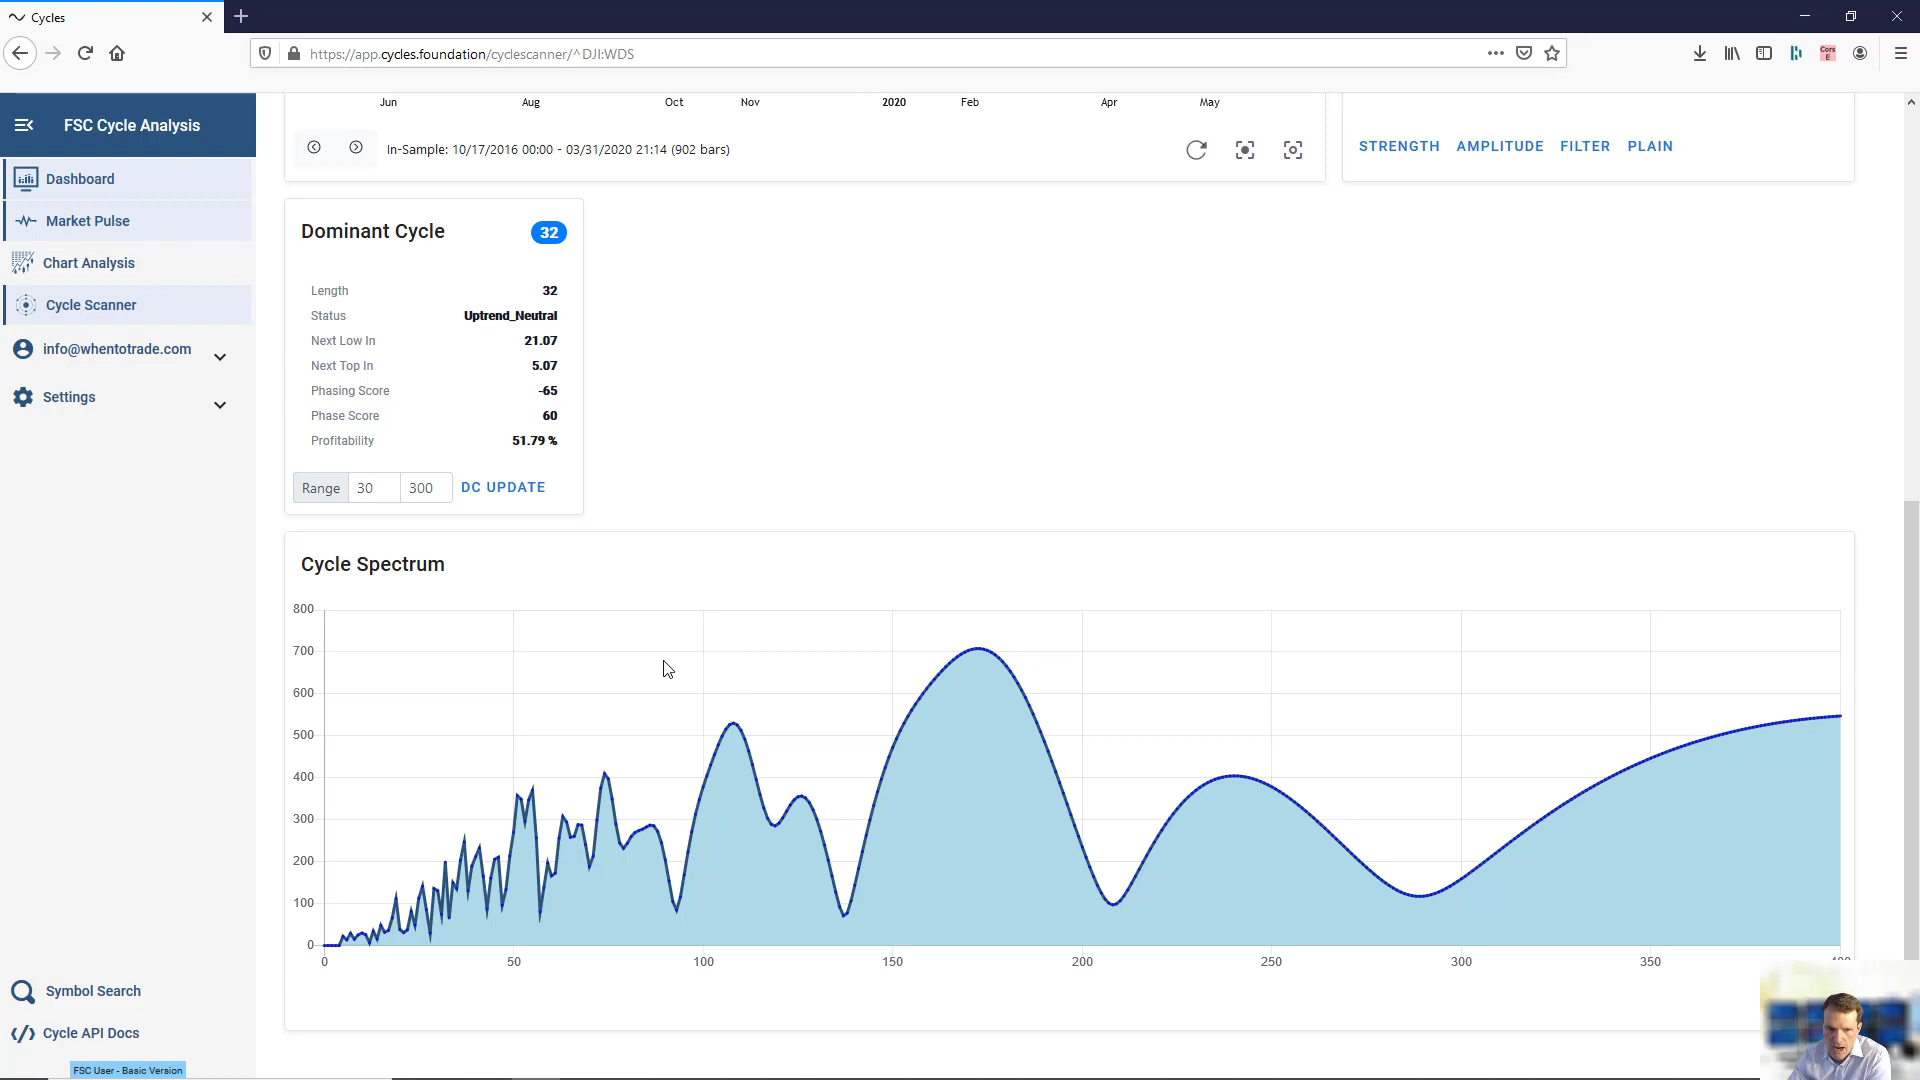 Cycles
https://app.cycles.foundation/cyclescanner/^DJI:WDS
Cors
E
FSC Cycle Analysis
Dashboard
Market Pulse
Chart Analysis
Cycle Scanner
info@whentotrade.com
Settings
Symbol Search
Cycle API Docs
FSC User - Basic Version
Jun Aug Oct Nov 2020 Feb Apr May
In-Sample: 10/17/2016 00:00 - 03/31/2020 21:14 (902 bars)
STRENGTH AMPLITUDE FILTER PLAIN
Dominant Cycle 32
Length 32
Status Uptrend_Neutral
Next Low In 21.07
Next Top In 5.07
Phasing Score -65
Phase Score 60
Profitability 51.79 %
Range 30 300 DC UPDATE
Cycle Spectrum
800
700
600
500
400
300
200
100
0
0 50 100 150 200 250 300 350